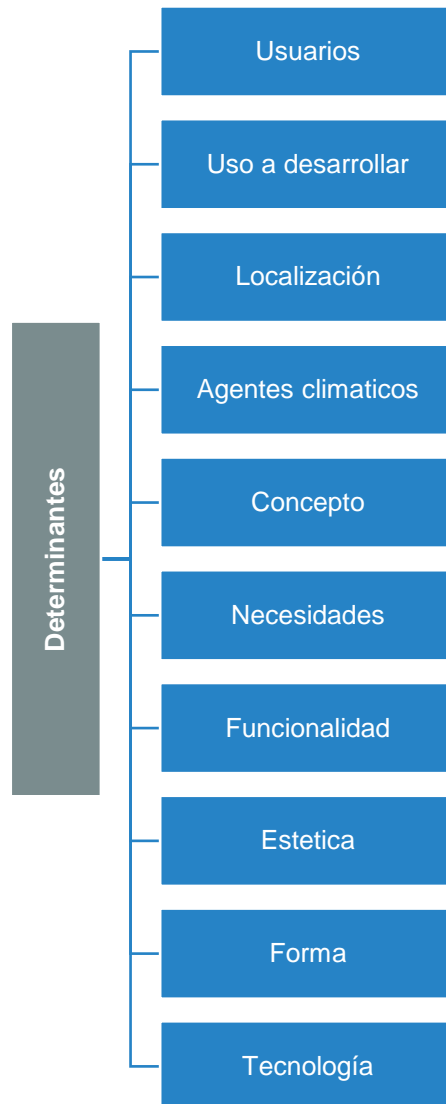 Determinantes
Usuarios
Uso a desarrollar
Localización
Agentes climaticos
Concepto
Necesidades
Funcionalidad
Estetica
Forma
Tecnología